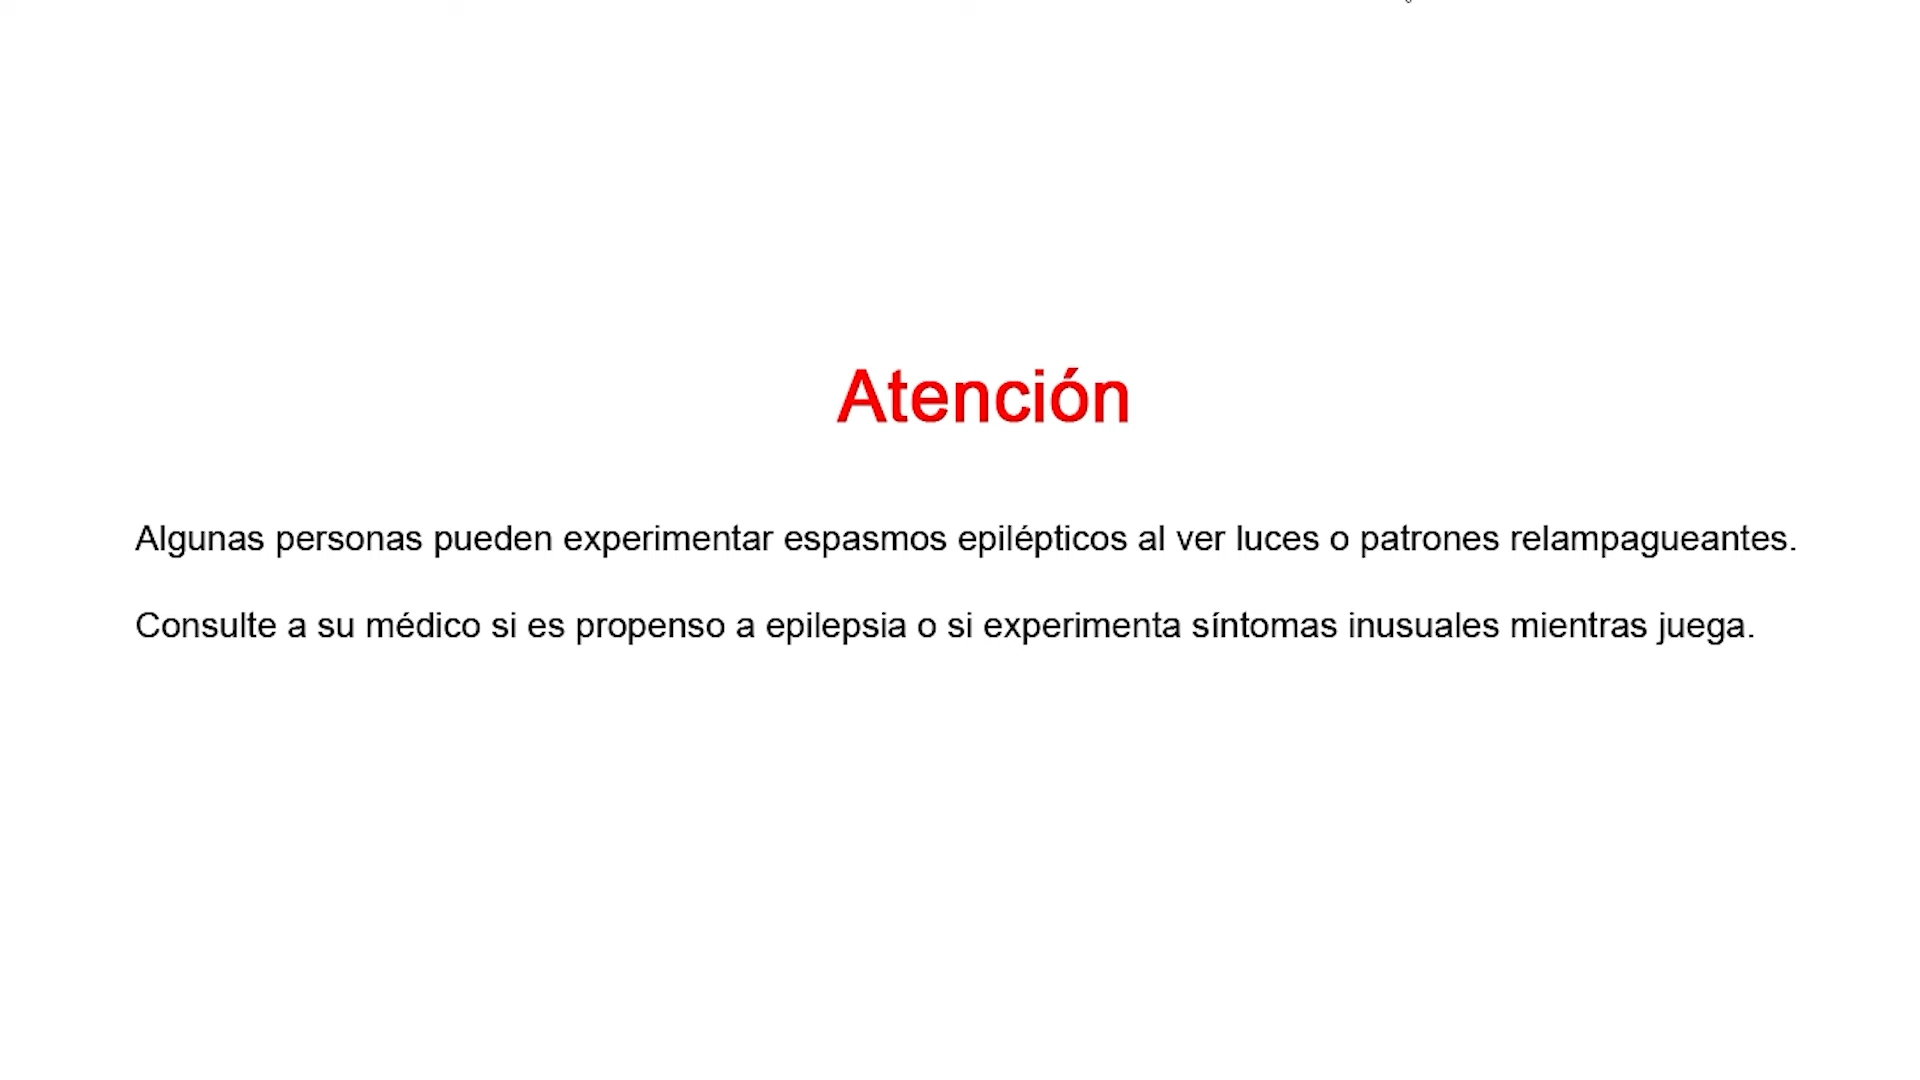 Atención
Algunas personas pueden experimentar espasmos epilépticos al ver luces o patrones relampagueantes.
Consulte a su médico si es propenso a epilepsia o si experimenta síntomas inusuales mientras juega.